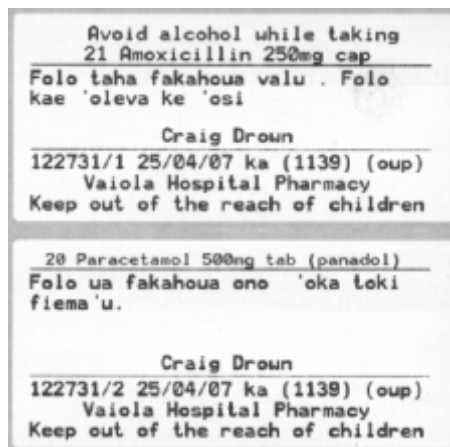 Avoid alcohol while taking
21 Amoxicillin 250mg cap
Folo taha fakahoua valu . Folo
kae 'oleva ke 'osi
Craig Drown
122731/1 25/04/07 ka (1139) (oup)
Vaiola Hospital Pharmacy
Keep out of the reach of children
20 Paracetamol 500mg tab (panadol)
Folo ua fakahoua ono 'oka toki
fiema'u.
Craig Drown
122731/2 25/04/07 ka (1139) (oup)
Vaiola Hospital Pharmacy
Keep out of the reach of children